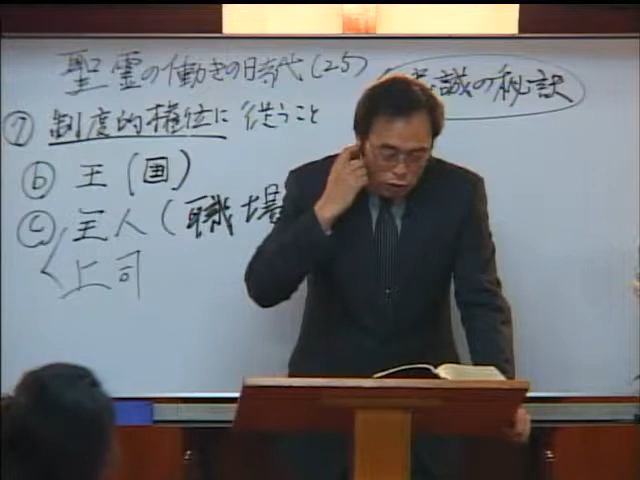 聖霊の働きの時代(25)
忠誠の秘訣
⑦ 制度的権位に 従うこと
ⓑ 王(国)
ⓒ 主人(職場
上司